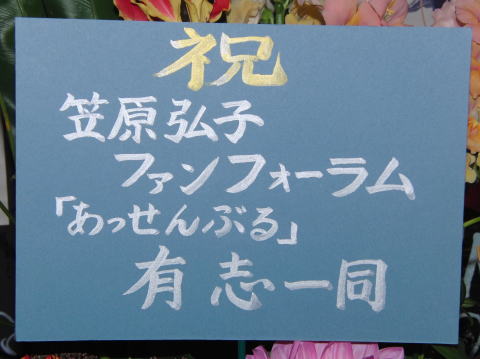 祝
笠原弘子
ファンフォーラム
「あっせんぶる」
有志一同